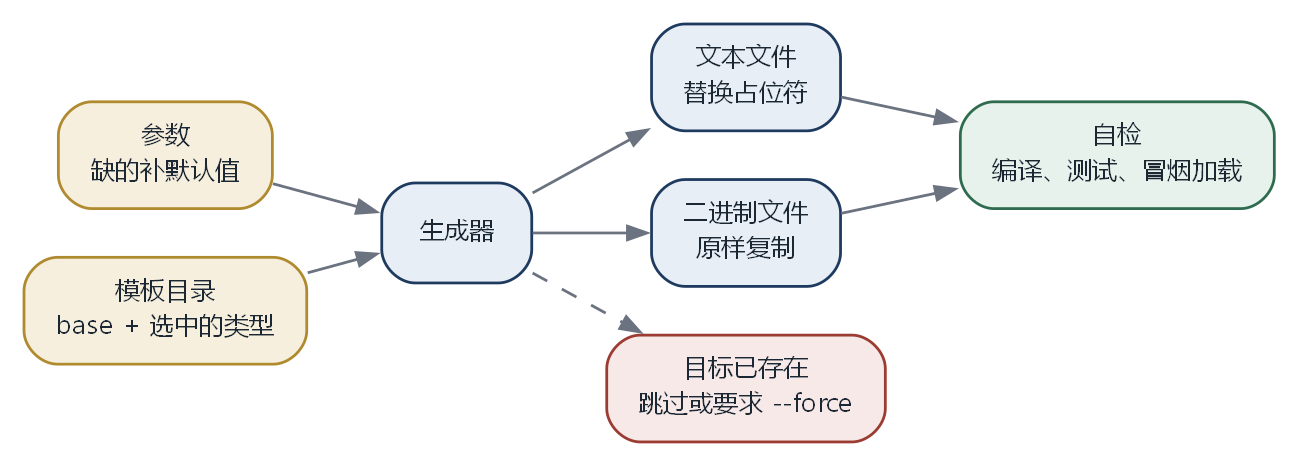 参数
缺的补默认值
模板目录
base + 选中的类型
生成器
文本文件
替换占位符
二进制文件
原样复制
目标已存在
跳过或要求 --force
自检
编译、测试、冒烟加载